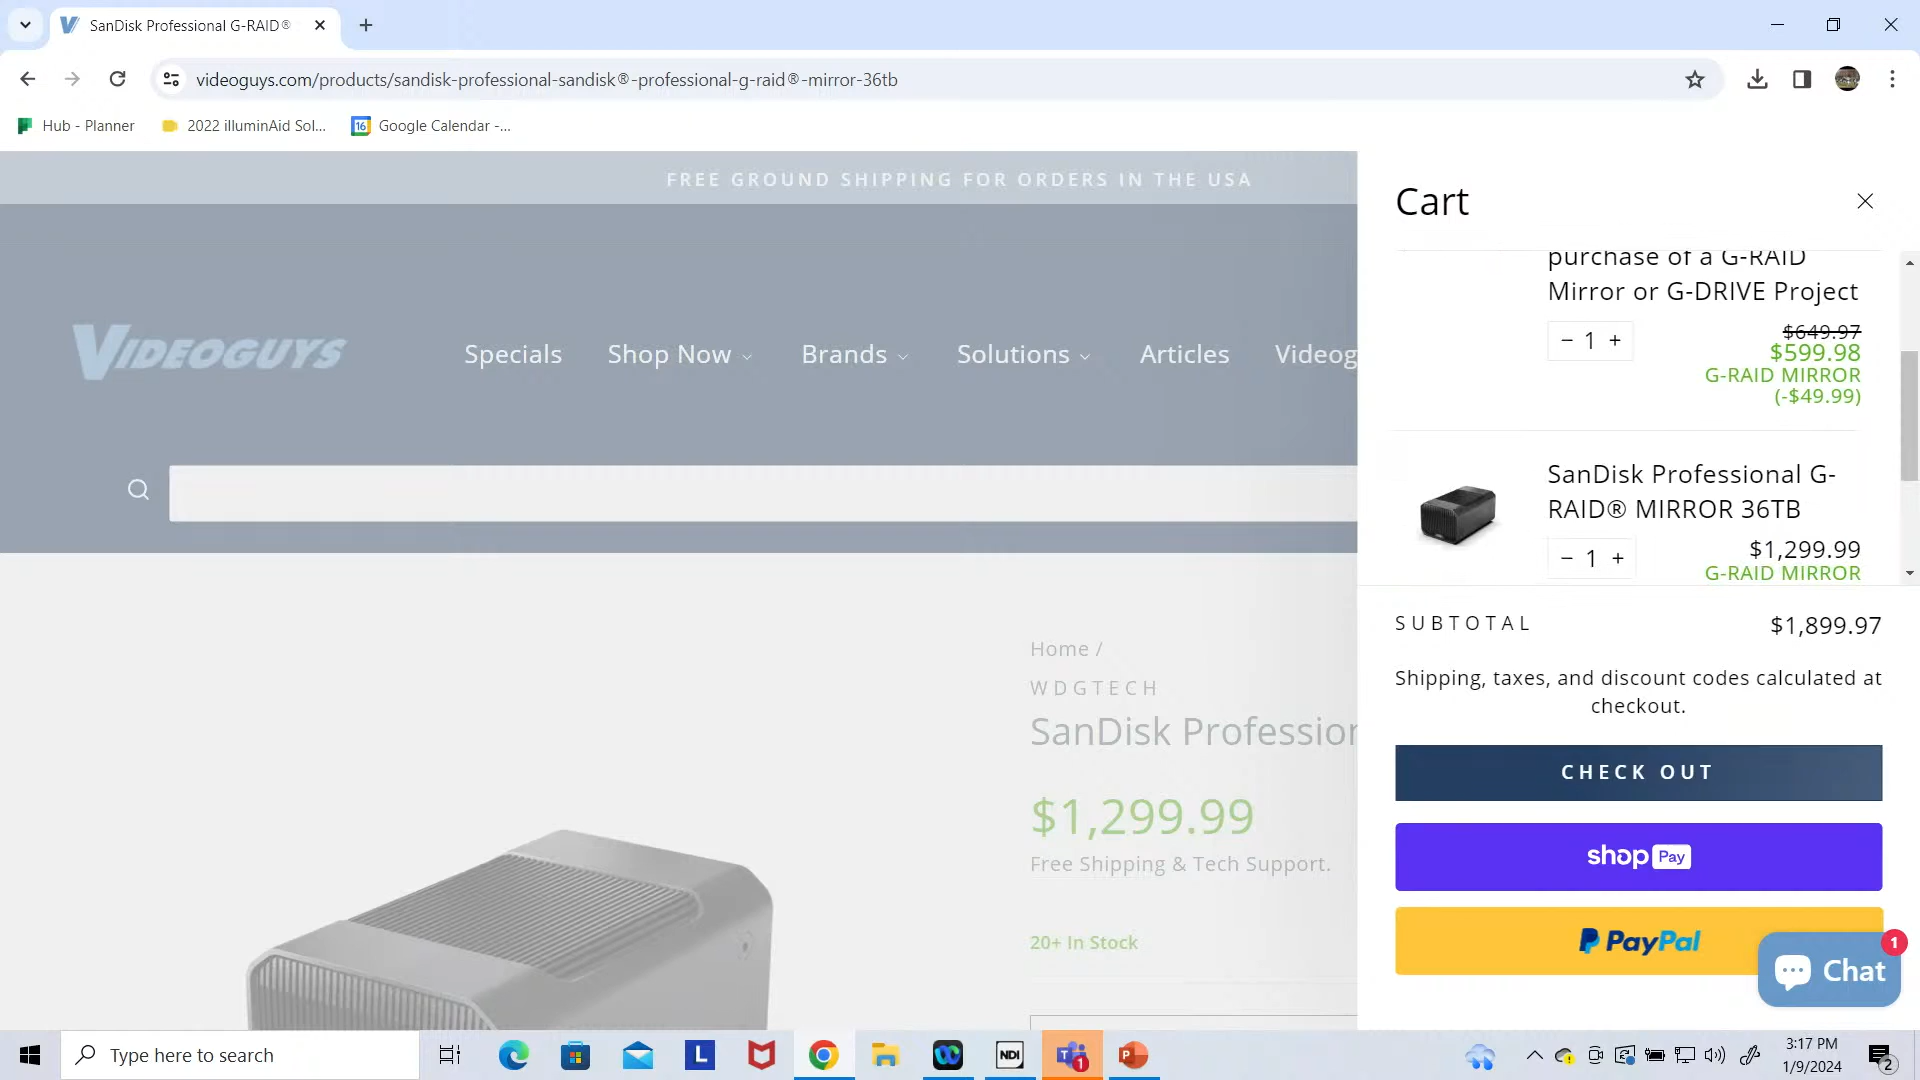 SanDisk Professional G-RAID®
videoguys.com/products/sandisk-professional-sandisk®-professional-g-raid®-mirror-36tb
Hub - Planner
2022 illuminAid Sol...
16
Google Calendar -...
FREE GROUND SHIPPING FOR ORDERS IN THE USA
VIDEOGUYS
Specials
Shop Now
Brands
Solutions
Articles
Videog
Home /
WDGTECH
SanDisk Profession
$1,299.99
Free Shipping & Tech Support.
20+ In Stock
Cart
purchase of a G-RAID
Mirror or G-DRIVE Project
− 1 +
$649.97
$599.98
G-RAID MIRROR
(-$49.99)
SanDisk Professional G-
RAID® MIRROR 36TB
− 1 +
$1,299.99
G-RAID MIRROR
SUBTOTAL
$1,899.97
Shipping, taxes, and discount codes calculated at
checkout.
CHECK OUT
shop Pay
PayPal
Chat
1
Type here to search
L
NDI
T
1
P
3:17 PM
1/9/2024
2